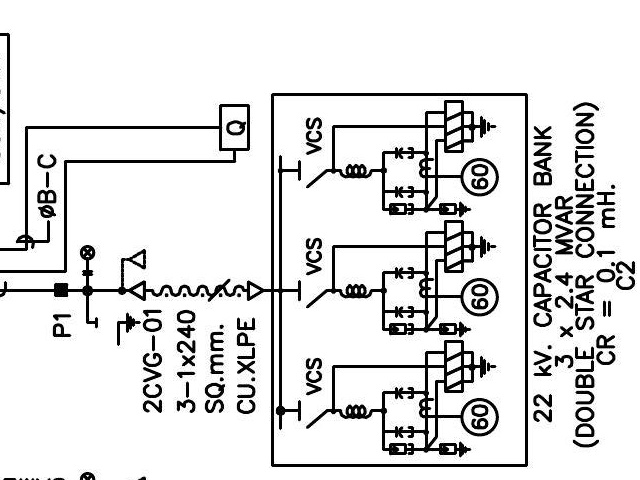 Q
øB-C
P1
2CVG-01
3-1x240
SQ.mm.
CU.XLPE
VCS
60
VCS
60
VCS
60
22 kV. CAPACITOR BANK
3 x 2.4 MVAR
(DOUBLE STAR CONNECTION)
CR = 0.1 mH.
C2